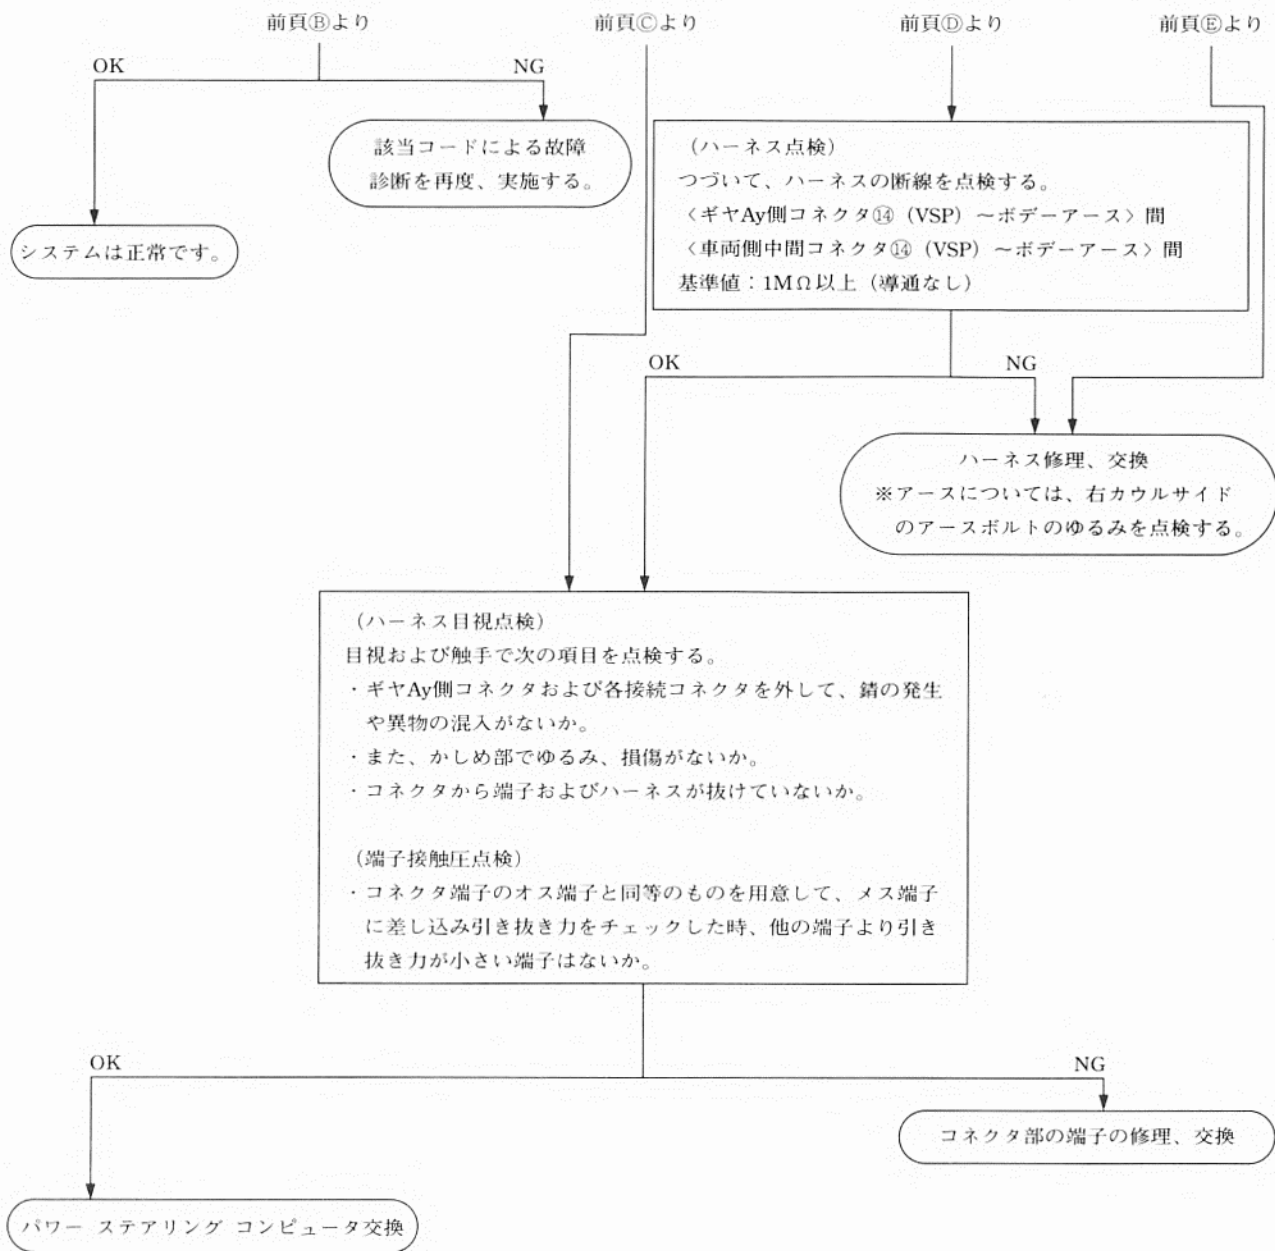 前頁Ⓑより
前頁Ⓒより
前頁Ⓓより
前頁Ⓔより
OK
NG
該当コードによる故障
診断を再度、実施する。
システムは正常です。
（ハーネス点検）
つづいて、ハーネスの断線を点検する。
〈ギヤAy側コネクタ⑭（VSP）～ボデーアース〉間
〈車両側中間コネクタ⑭（VSP）～ボデーアース〉間
基準値：1MΩ以上（導通なし）
OK
NG
ハーネス修理、交換
※アースについては、右カウルサイド
のアースボルトのゆるみを点検する。
（ハーネス目視点検）
目視および触手で次の項目を点検する。
・ギヤAy側コネクタおよび各接続コネクタを外して、錆の発生
や異物の混入がないか。
・また、かしめ部でゆるみ、損傷がないか。
・コネクタから端子およびハーネスが抜けていないか。
（端子接触圧点検）
・コネクタ端子のオス端子と同等のものを用意して、メス端子
に差し込み引き抜き力をチェックした時、他の端子より引き
抜き力が小さい端子はないか。
OK
NG
コネクタ部の端子の修理、交換
パワー ステアリング コンピュータ交換